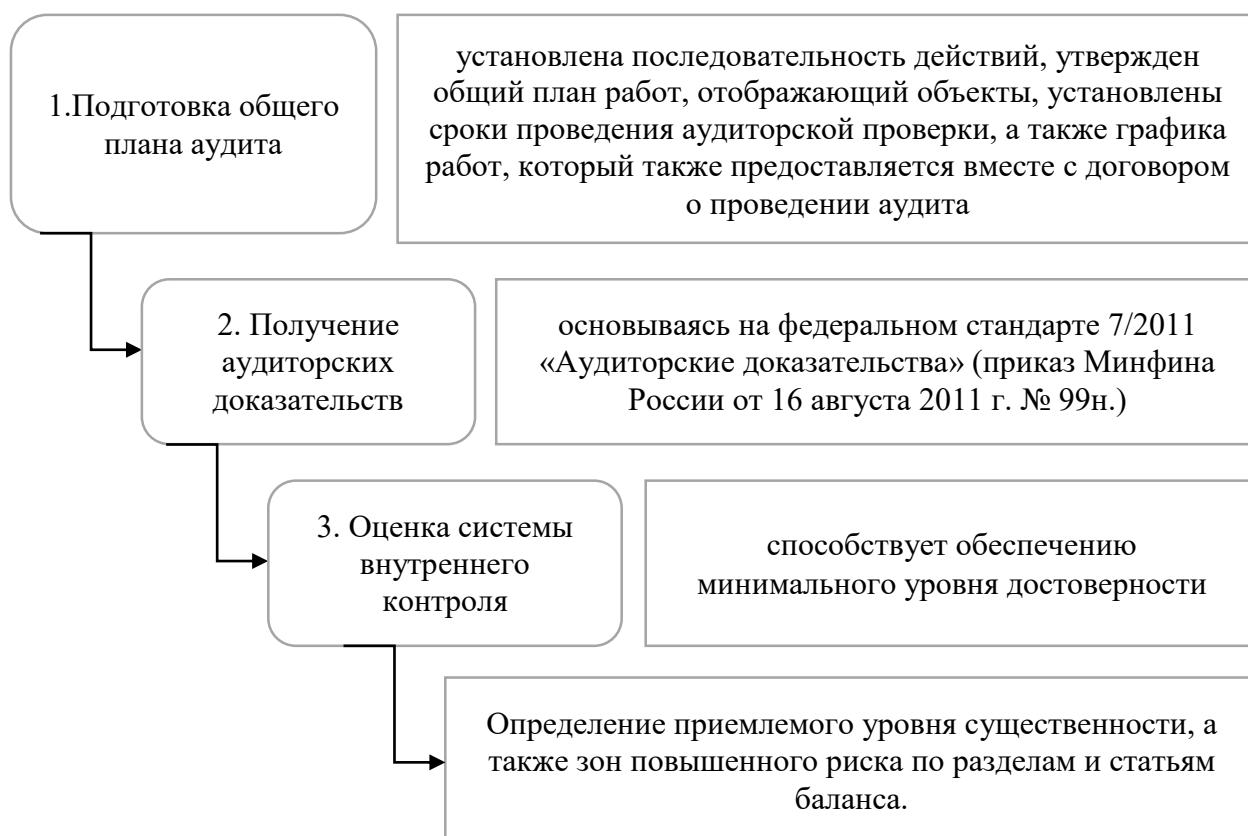 1.Подготовка общего
плана аудита
установлена последовательность действий, утвержден
общий план работ, отображающий объекты, установлены
сроки проведения аудиторской проверки, а также графика
работ, который также предоставляется вместе с договором
о проведении аудита
2. Получение
аудиторских
доказательств
основываясь на федеральном стандарте 7/2011
«Аудиторские доказательства» (приказ Минфина
России от 16 августа 2011 г. № 99н.)
3. Оценка системы
внутреннего
контроля
способствует обеспечению
минимального уровня достоверности
Определение приемлемого уровня существенности, а
также зон повышенного риска по разделам и статьям
баланса.